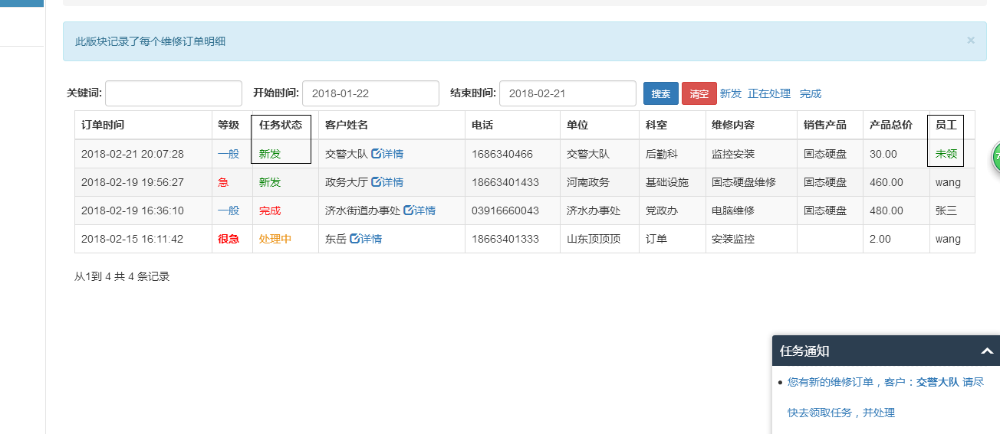 此版块记录了每个维修订单明细 ×
关键词: 开始时间: 2018-01-22 结束时间: 2018-02-21 搜索 清空 新发 正在处理 完成
订单时间 等级 任务状态 客户姓名 电话 单位 科室 维修内容 销售产品 产品总价 员工
2018-02-21 20:07:28 一般 新发 交警大队 详情 1686340466 交警大队 后勤科 监控安装 固态硬盘 30.00 未领
2018-02-19 19:56:27 急 新发 政务大厅 详情 18663401433 河南政务 基础设施 固态硬盘维修 固态硬盘 460.00 wang
2018-02-19 16:36:10 一般 完成 济水街道办事处 详情 03916660043 济水办事处 党政办 电脑维修 固态硬盘 480.00 张三
2018-02-15 16:11:42 很急 处理中 东岳 详情 18663401333 山东顶顶顶 订单 安装监控 2.00 wang
从1到 4 共 4 条记录
任务通知
您有新的维修订单，客户：交警大队 请尽
快去领取任务，并处理